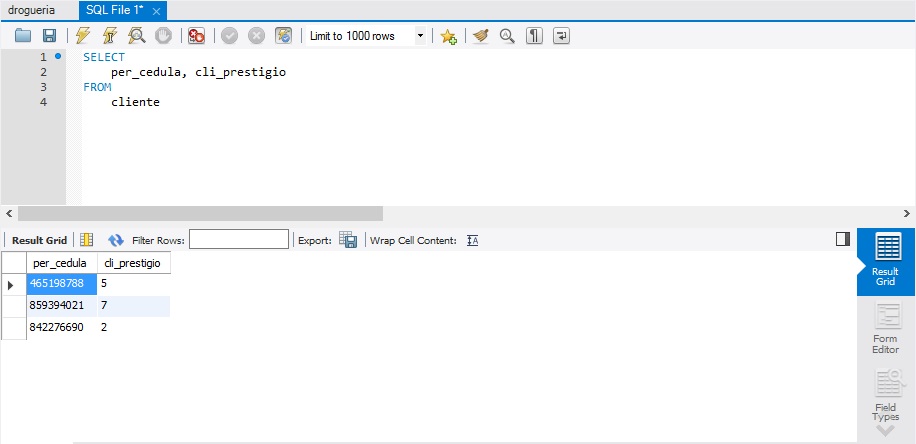 drogueria SQL File 1* ×
Limit to 1000 rows
1 SELECT
2 per_cedula, cli_prestigio
3 FROM
4 cliente
Result Grid Filter Rows: Export: Wrap Cell Content: IA
per_cedula cli_prestigio
465198788 5
859394021 7
842276690 2
Result
Grid
Form
Editor
Field
Types